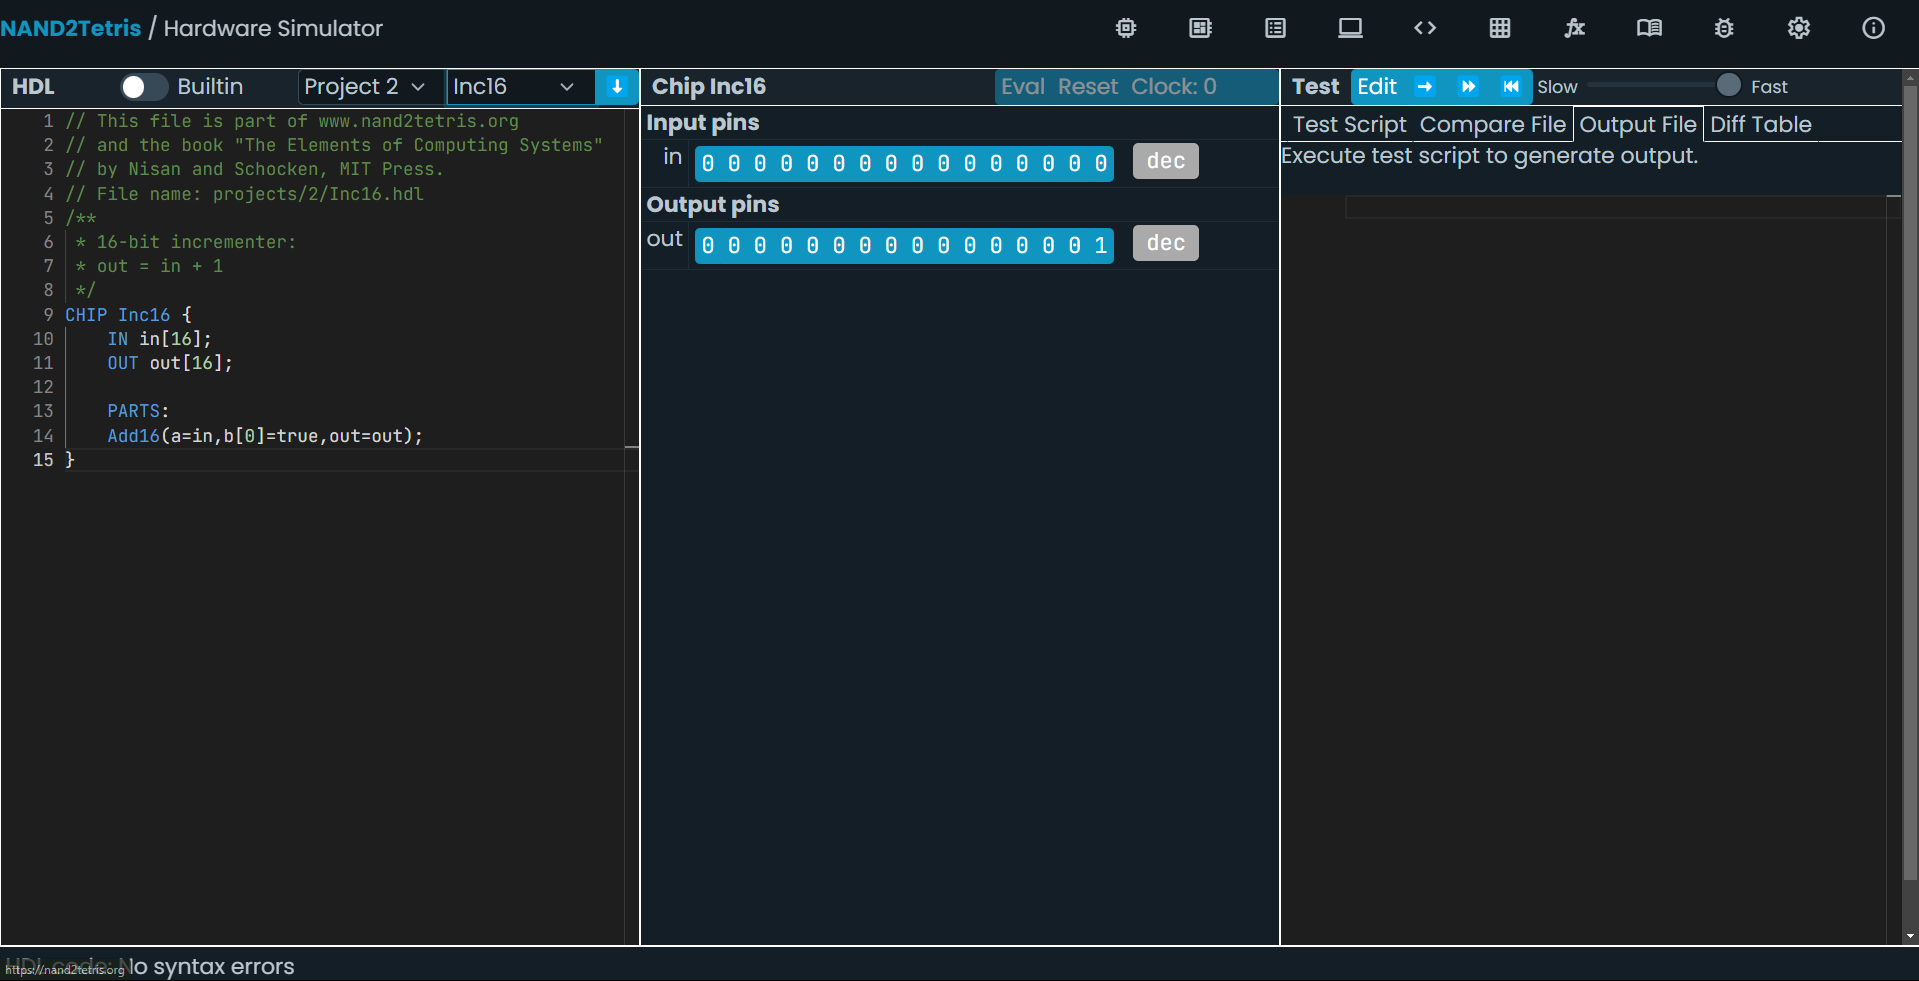 NAND2Tetris / Hardware Simulator
HDL Builtin Project 2 Inc16
1 // This file is part of www.nand2tetris.org
2 // and the book "The Elements of Computing Systems"
3 // by Nisan and Schocken, MIT Press.
4 // File name: projects/2/Inc16.hdl
5 /**
6 * 16-bit incrementer:
7 * out = in + 1
8 */
9 CHIP Inc16 {
10 IN in[16];
11 OUT out[16];
12
13 PARTS:
14 Add16(a=in,b[0]=true,out=out);
15 }
Chip Inc16 Eval Reset Clock: 0
Input pins
in 0 0 0 0 0 0 0 0 0 0 0 0 0 0 0 0 dec
Output pins
out 0 0 0 0 0 0 0 0 0 0 0 0 0 0 0 1 dec
Test Edit Slow Fast
Test Script Compare File Output File Diff Table
Execute test script to generate output.
HDL code: No syntax errors
https://nand2tetris.org